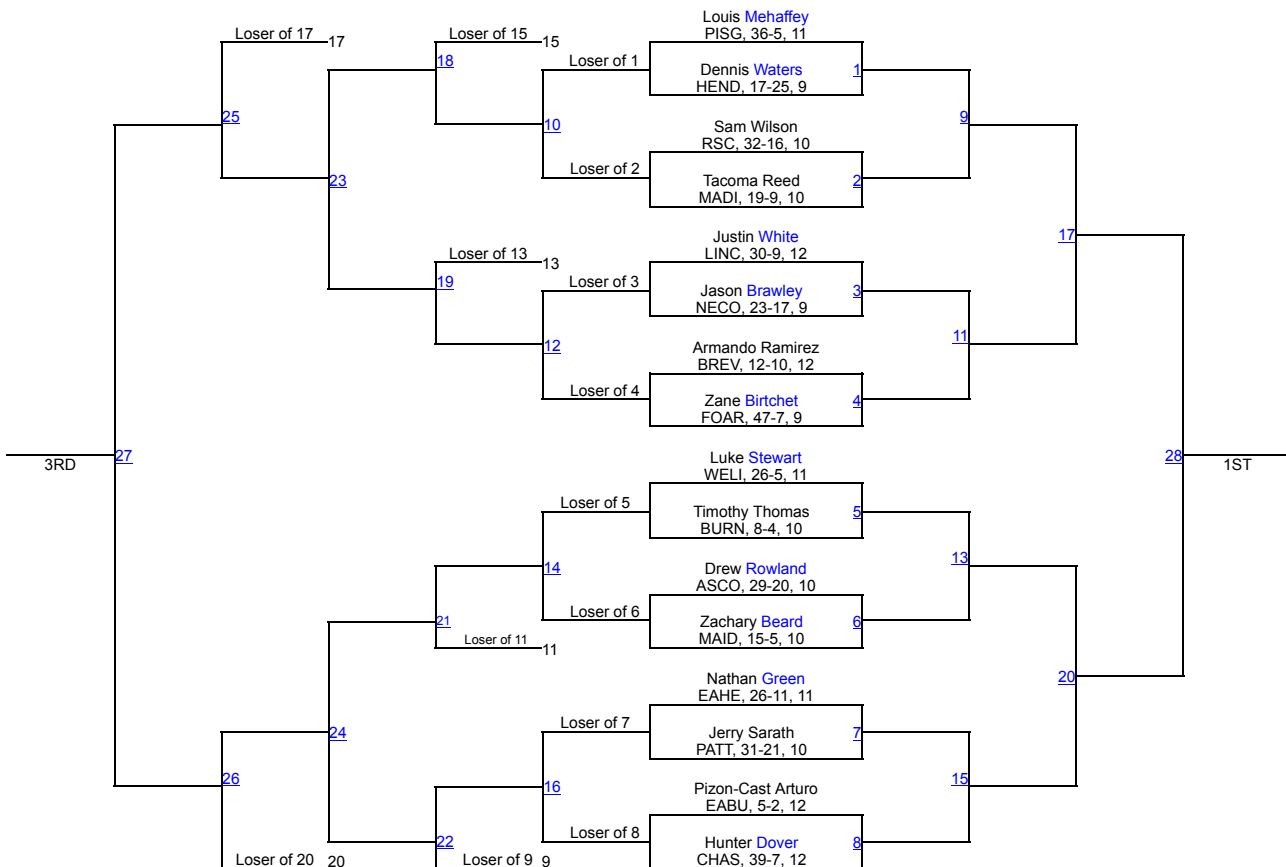 Louis Mehaffey
Loser of 17
17
Loser of 15
15
PISG, 36-5, 11
18
Loser of 1
Dennis Waters
1
HEND, 17-25, 9
25
10
Sam Wilson
9
RSC, 32-16, 10
23
Loser of 2
Tacoma Reed
2
MADI, 19-9, 10
Justin White
17
LINC, 30-9, 12
Loser of 13
13
19
Loser of 3
Jason Brawley
3
NECO, 23-17, 9
12
Armando Ramirez
11
BREV, 12-10, 12
Loser of 4
Zane Birtchet
4
FOAR, 47-7, 9
27
3RD
Luke Stewart
28
1ST
WELI, 26-5, 11
Loser of 5
Timothy Thomas
5
BURN, 8-4, 10
14
Drew Rowland
13
ASCO, 29-20, 10
21
Loser of 6
Zachary Beard
6
MAID, 15-5, 10
Loser of 11
11
Nathan Green
20
EAHE, 26-11, 11
24
Loser of 7
Jerry Sarath
7
PATT, 31-21, 10
26
16
Pizon-Cast Arturo
15
EABU, 5-2, 12
22
Loser of 8
Hunter Dover
8
Loser of 20
20
Loser of 9
9
CHAS, 39-7, 12